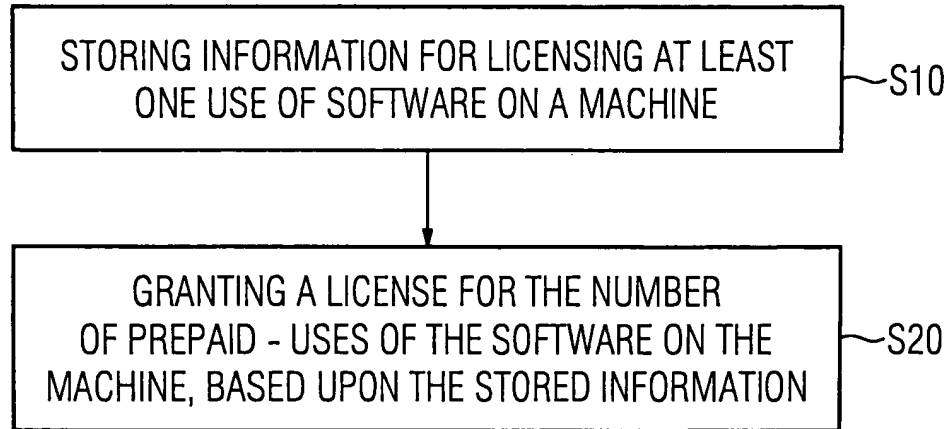 STORING INFORMATION FOR LICENSING AT LEAST
ONE USE OF SOFTWARE ON A MACHINE
S10
GRANTING A LICENSE FOR THE NUMBER
OF PREPAID - USES OF THE SOFTWARE ON THE
MACHINE, BASED UPON THE STORED INFORMATION
S20